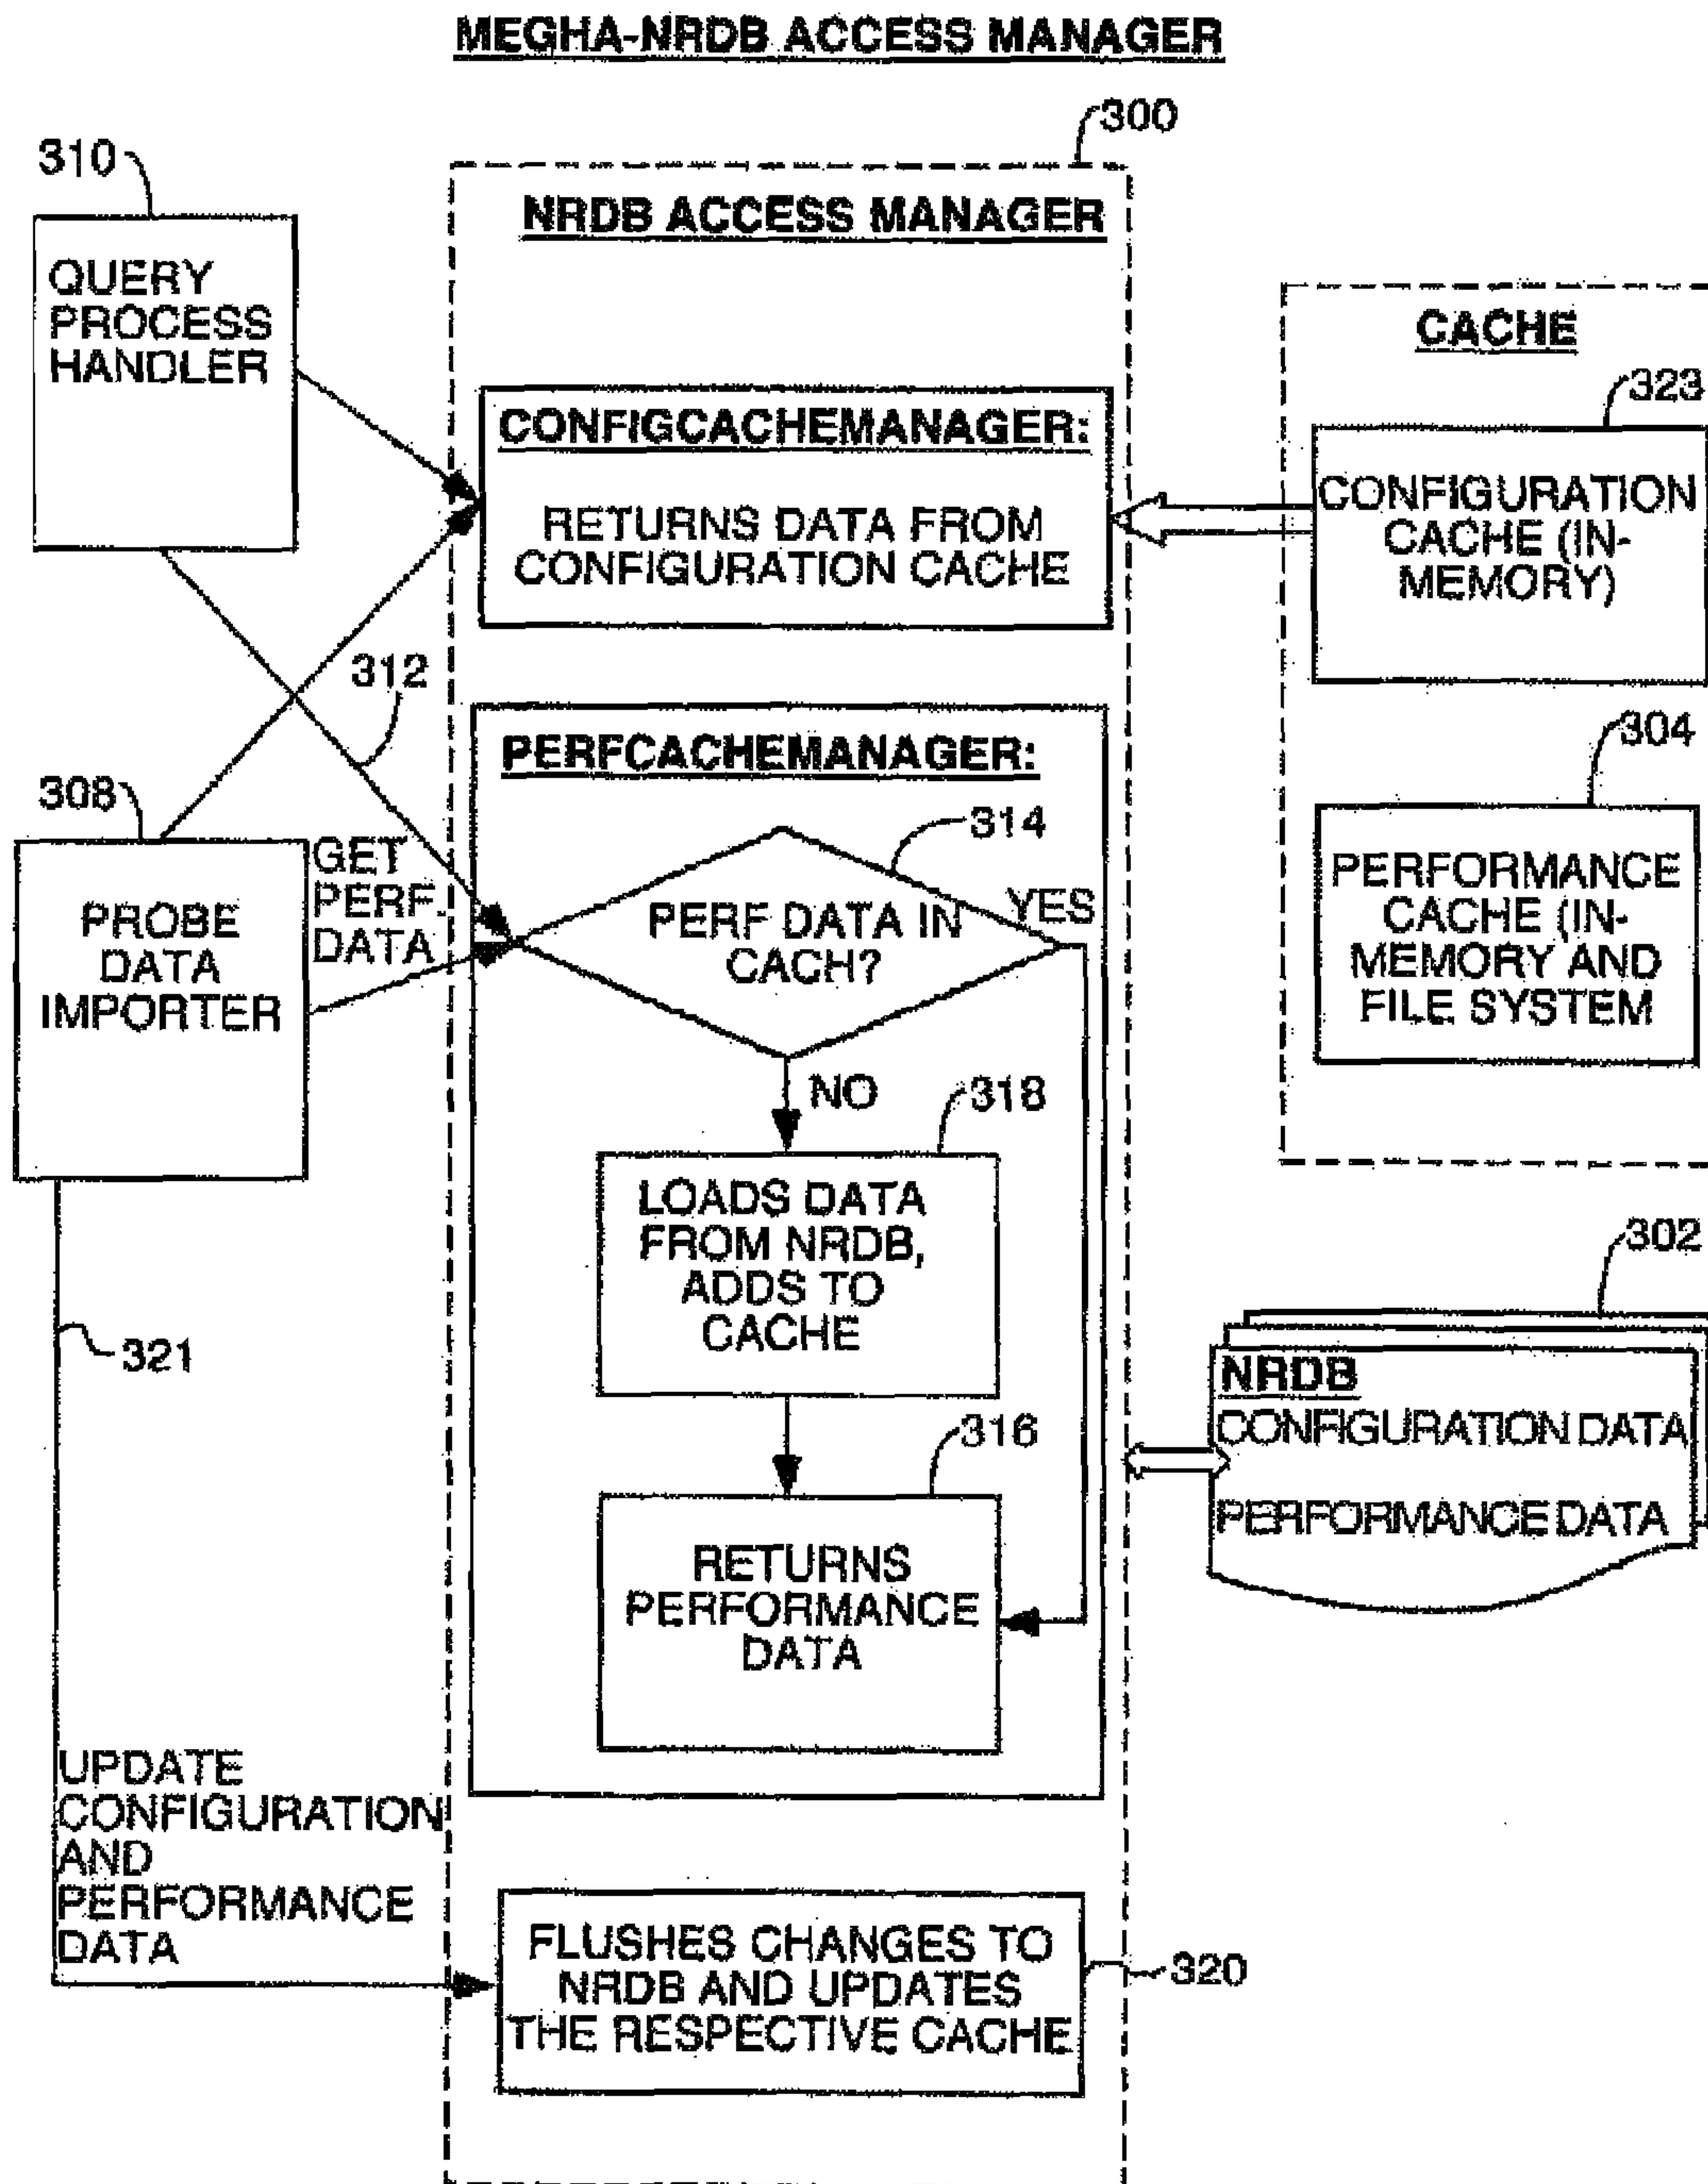 MEGHA-NRDB ACCESS MANAGER
300
310
NRDB ACCESS MANAGER
QUERY
PROCESS
HANDLER
CACHE
323
CONFIGCACHEMANAGER:
RETURNS DATA FROM
CONFIGURATION CACHE
CONFIGURATION
CACHE (IN-
MEMORY)
312
304
PERFCACHEMANAGER:
308
314
GET
PERF.
DATA
PROBE
DATA
IMPORTER
PERF DATA IN
CACH?
YES
PERFORMANCE
CACHE (IN-
MEMORY AND
FILE SYSTEM
NO
318
LOADS DATA
FROM NRDB,
ADDS TO
CACHE
302
321
NRDB
CONFIGURATION DATA
PERFORMANCE DATA
316
RETURNS
PERFORMANCE
DATA
UPDATE
CONFIGURATION
AND
PERFORMANCE
DATA
FLUSHES CHANGES TO
NRDB AND UPDATES
THE RESPECTIVE CACHE
320